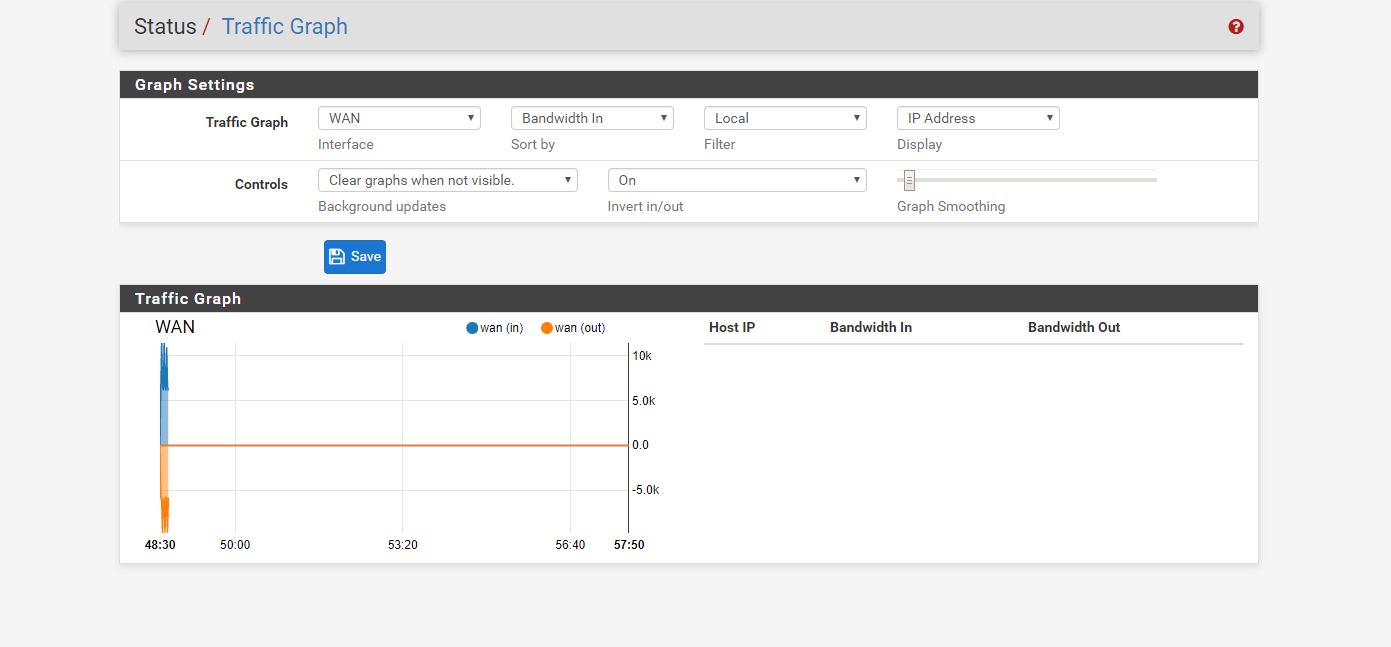 Status / Traffic Graph
Graph Settings
Traffic Graph WAN Bandwidth In Local IP Address
Interface Sort by Filter Display
Controls Clear graphs when not visible. On
Background updates Invert in/out Graph Smoothing
Save
Traffic Graph
WAN wan (in) wan (out) Host IP Bandwidth In Bandwidth Out
10k
5.0k
0.0
-5.0k
48:30 50:00 53:20 56:40 57:50